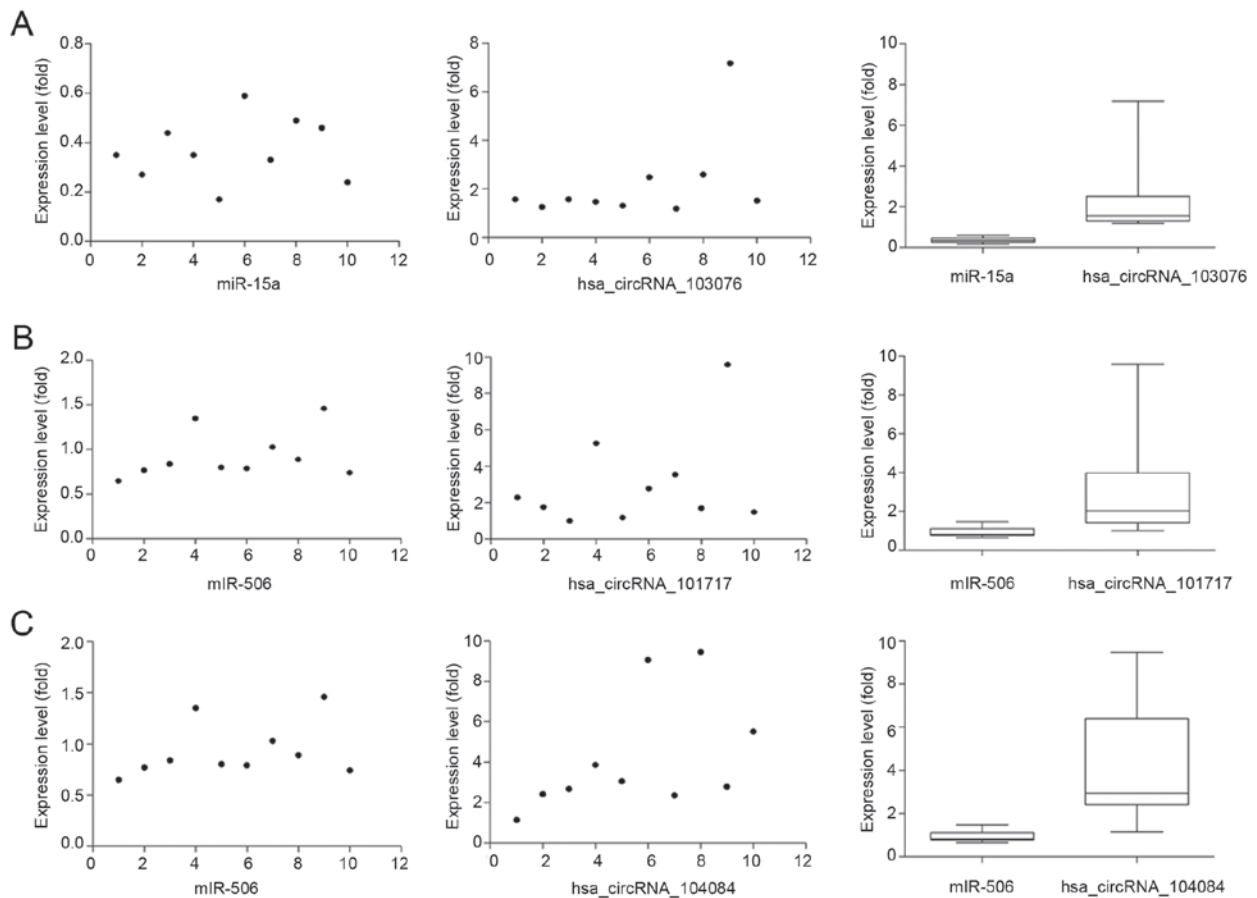 A
Expression level (fold)
0.8
0.6
0.4
0.2
0.0
0 2 4 6 8 10 12
miR-15a
Expression level (fold)
8
6
4
2
0
0 2 4 6 8 10 12
hsa_circRNA_103076
Expression level (fold)
10
8
6
4
2
0
miR-15a hsa_circRNA_103076
B
Expression level (fold)
2.0
1.5
1.0
0.5
0.0
0 2 4 6 8 10 12
mIR-506
Expression level (fold)
10
8
6
4
2
0
0 2 4 6 8 10 12
hsa_circRNA_101717
Expression level (fold)
10
8
6
4
2
0
mIR-506 hsa_circRNA_101717
C
Expression level (fold)
2.0
1.5
1.0
0.5
0.0
0 2 4 6 8 10 12
mIR-506
Expression level (fold)
10
8
6
4
2
0
0 2 4 6 8 10 12
hsa_circRNA_104084
Expression level (fold)
10
8
6
4
2
0
mIR-506 hsa_circRNA_104084